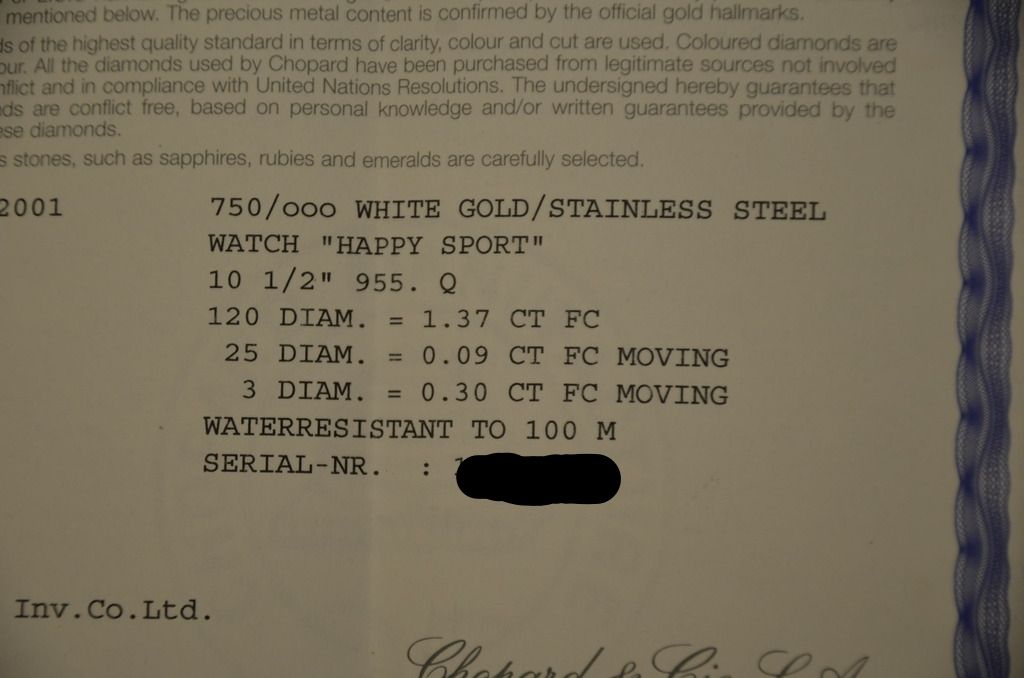 mentioned below. The precious metal content is confirmed by the official gold hallmarks.
ds of the highest quality standard in terms of clarity, colour and cut are used. Coloured diamonds are
our. All the diamonds used by Chopard have been purchased from legitimate sources not involved
nflict and in compliance with United Nations Resolutions. The undersigned hereby guarantees that
nds are conflict free, based on personal knowledge and/or written guarantees provided by the
ese diamonds.
s stones, such as sapphires, rubies and emeralds are carefully selected.
2001 750/ooo WHITE GOLD/STAINLESS STEEL
WATCH "HAPPY SPORT"
10 1/2" 955. Q
120 DIAM. = 1.37 CT FC
25 DIAM. = 0.09 CT FC MOVING
3 DIAM. = 0.30 CT FC MOVING
WATERRESISTANT TO 100 M
SERIAL-NR. :
Inv.Co.Ltd.
Chopard & Cie S.A.